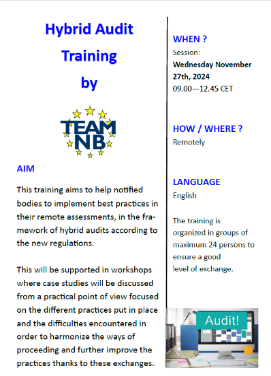 Hybrid Audit
Training
by
TEAM
NB
AIM
This training aims to help notified
bodies to implement best practices in
their remote assessments, in the fra-
mework of hybrid audits according to
the new regulations.
This will be supported in workshops
where case studies will be discussed
from a practical point of view focused
on the different practices put in place
and the difficulties encountered in
order to harmonize the ways of
proceeding and further improve the
practices thanks to these exchanges.
WHEN ?
Session:
Wednesday November
27th, 2024
09.00—12.45 CET
HOW / WHERE ?
Remotely
LANGUAGE
English
The training is
organized in groups of
maximum 24 persons to
ensure a good
level of exchange.
Audit!